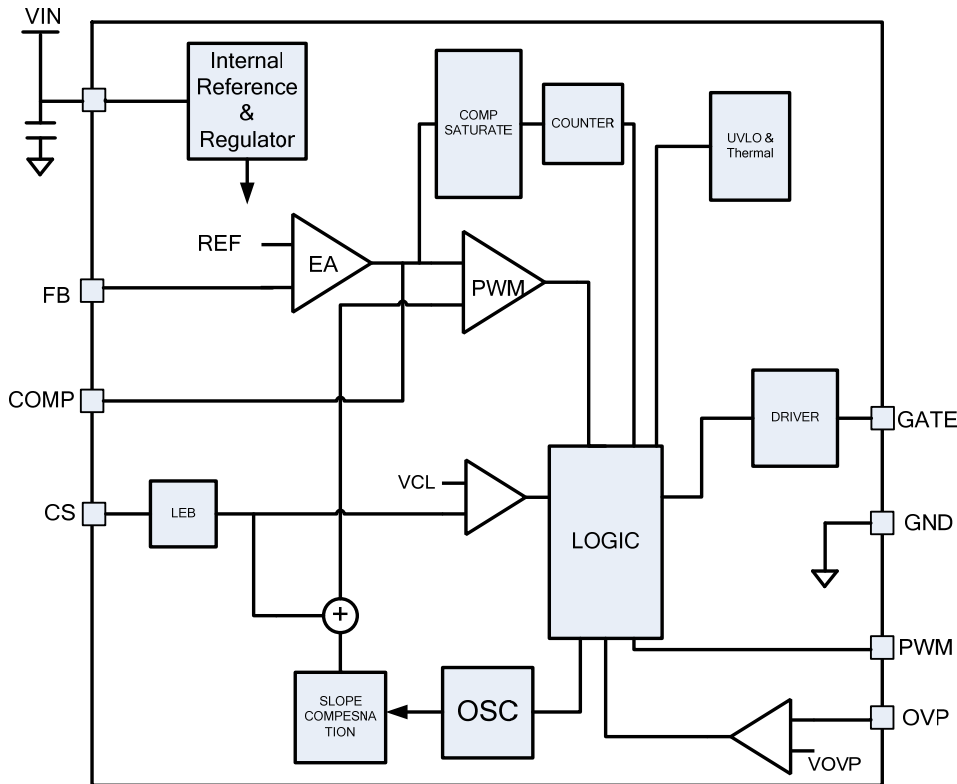 VIN
Internal
Reference
&
Regulator
COMP
SATURATE
COUNTER
UVLO &
Thermal
REF
EA
PWM
FB
COMP
DRIVER
GATE
VCL
CS
LEB
LOGIC
GND
+
PWM
SLOPE
COMPESNA
TION
OSC
OVP
VOVP